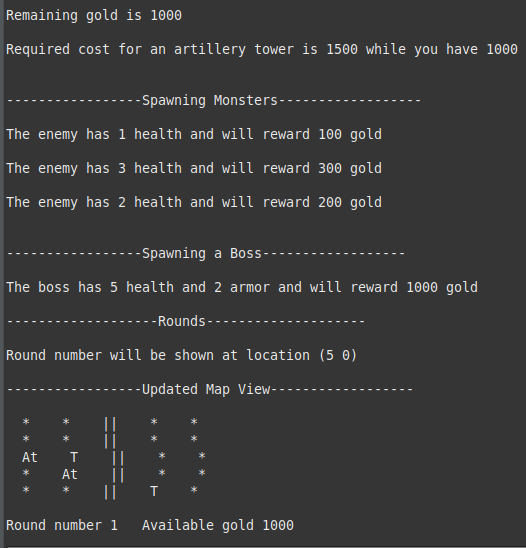 Remaining gold is 1000
Required cost for an artillery tower is 1500 while you have 1000
-----------------Spawning Monsters------------------
The enemy has 1 health and will reward 100 gold
The enemy has 3 health and will reward 300 gold
The enemy has 2 health and will reward 200 gold
-----------------Spawning a Boss------------------
The boss has 5 health and 2 armor and will reward 1000 gold
-------------------Rounds--------------------
Round number will be shown at location (5 0)
-----------------Updated Map View------------------
  *    *    ||    *    *
  *    *    ||    *    *
  At    T    ||    *    *
  *    At    ||    *    *
  *    *    ||    T    *
Round number 1   Available gold 1000